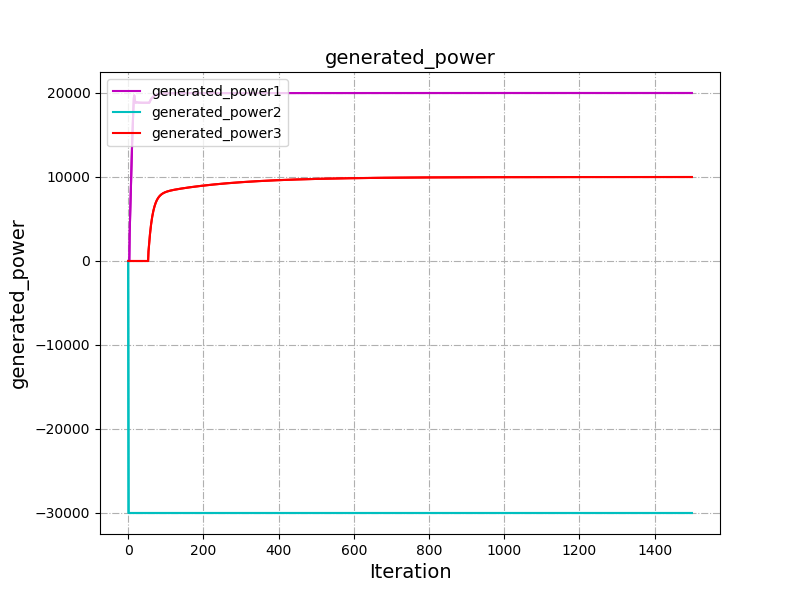 generated_power
generated_power1
generated_power2
generated_power3
20000
10000
0
−10000
−20000
−30000
generated_power
0 200 400 600 800 1000 1200 1400
Iteration